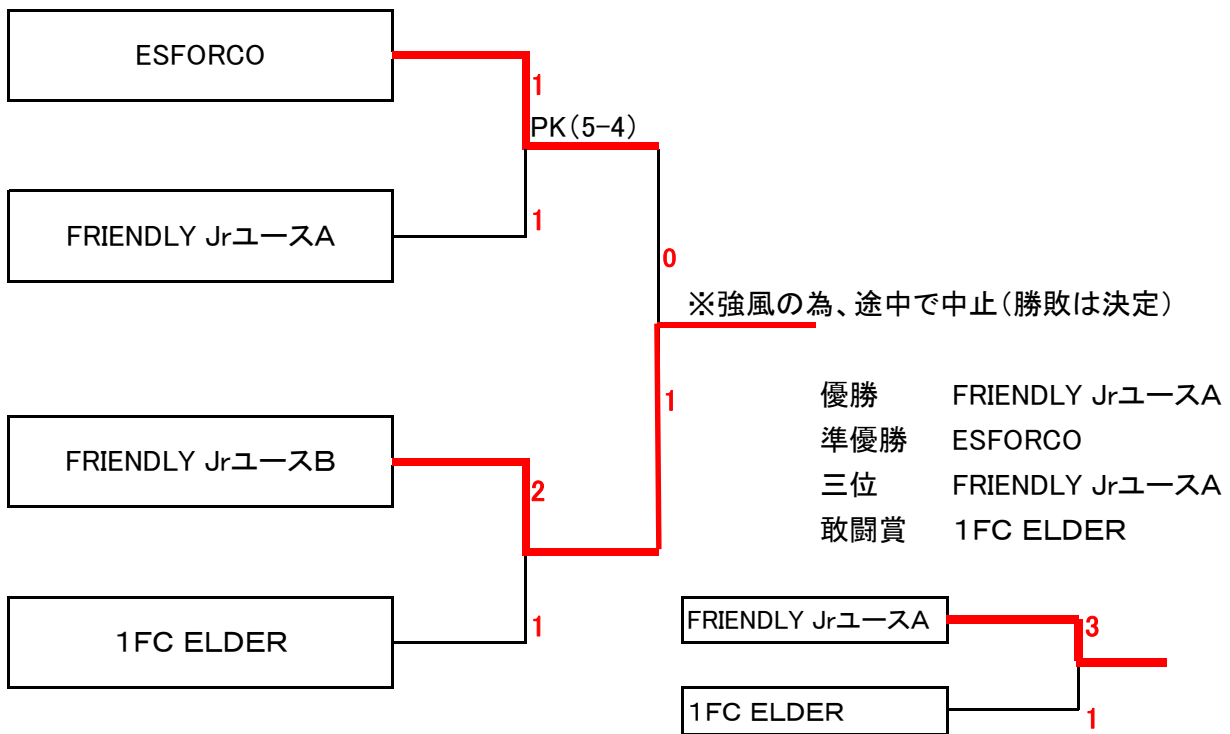 ESFORCO
1
PK(5-4)
FRIENDLY JrユースA
1
0
※強風の為、途中で中止(勝敗は決定)
1
優勝 FRIENDLY JrユースA
準優勝 ESFORCO
三位 FRIENDLY JrユースA
敢闘賞 1FC ELDER
FRIENDLY JrユースB
2
1FC ELDER
1
FRIENDLY JrユースA
3
1FC ELDER
1